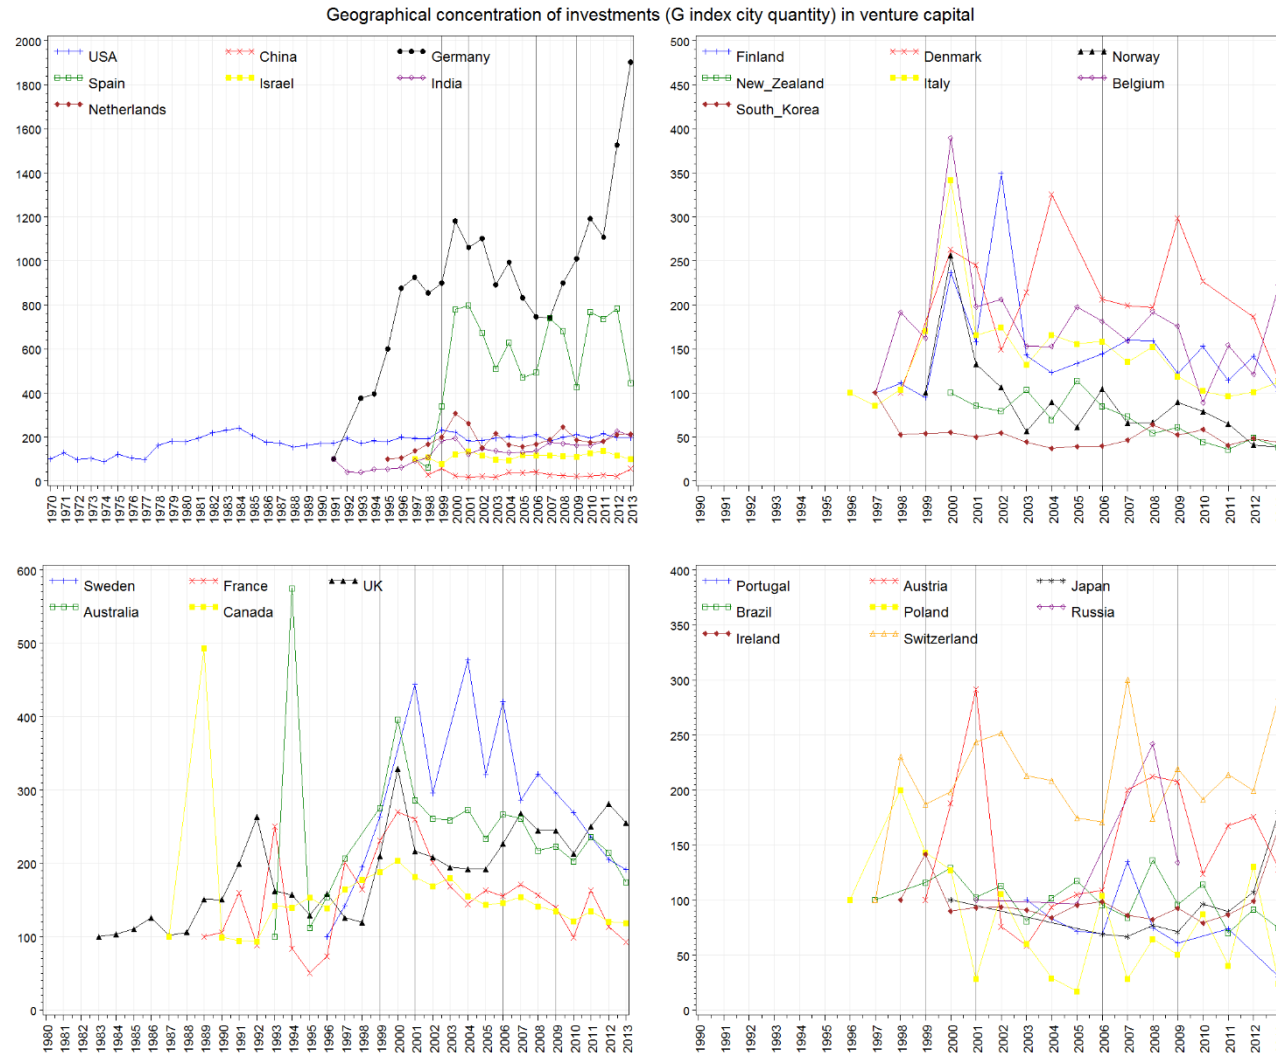 Geographical concentration of investments (G index city quantity) in venture capital
USA China Germany
Spain Israel India
Netherlands
2000
1800
1600
1400
1200
1000
800
600
400
200
0
1970 1971 1972 1973 1974 1975 1976 1977 1978 1979 1980 1981 1982 1983 1984 1985 1986 1987 1988 1989 1990 1991 1992 1993 1994 1995 1996 1997 1998 1999 2000 2001 2002 2003 2004 2005 2006 2007 2008 2009 2010 2011 2012 2013
Finland Denmark Norway
New_Zealand Italy Belgium
South_Korea
500
450
400
350
300
250
200
150
100
50
0
1990 1991 1992 1993 1994 1995 1996 1997 1998 1999 2000 2001 2002 2003 2004 2005 2006 2007 2008 2009 2010 2011 2012
Sweden France UK
Australia Canada
600
500
400
300
200
100
0
1980 1981 1982 1983 1984 1985 1986 1987 1988 1989 1990 1991 1992 1993 1994 1995 1996 1997 1998 1999 2000 2001 2002 2003 2004 2005 2006 2007 2008 2009 2010 2011 2012 2013
Portugal Austria Japan
Brazil Poland Russia
Ireland Switzerland
400
350
300
250
200
150
100
50
0
1990 1991 1992 1993 1994 1995 1996 1997 1998 1999 2000 2001 2002 2003 2004 2005 2006 2007 2008 2009 2010 2011 2012